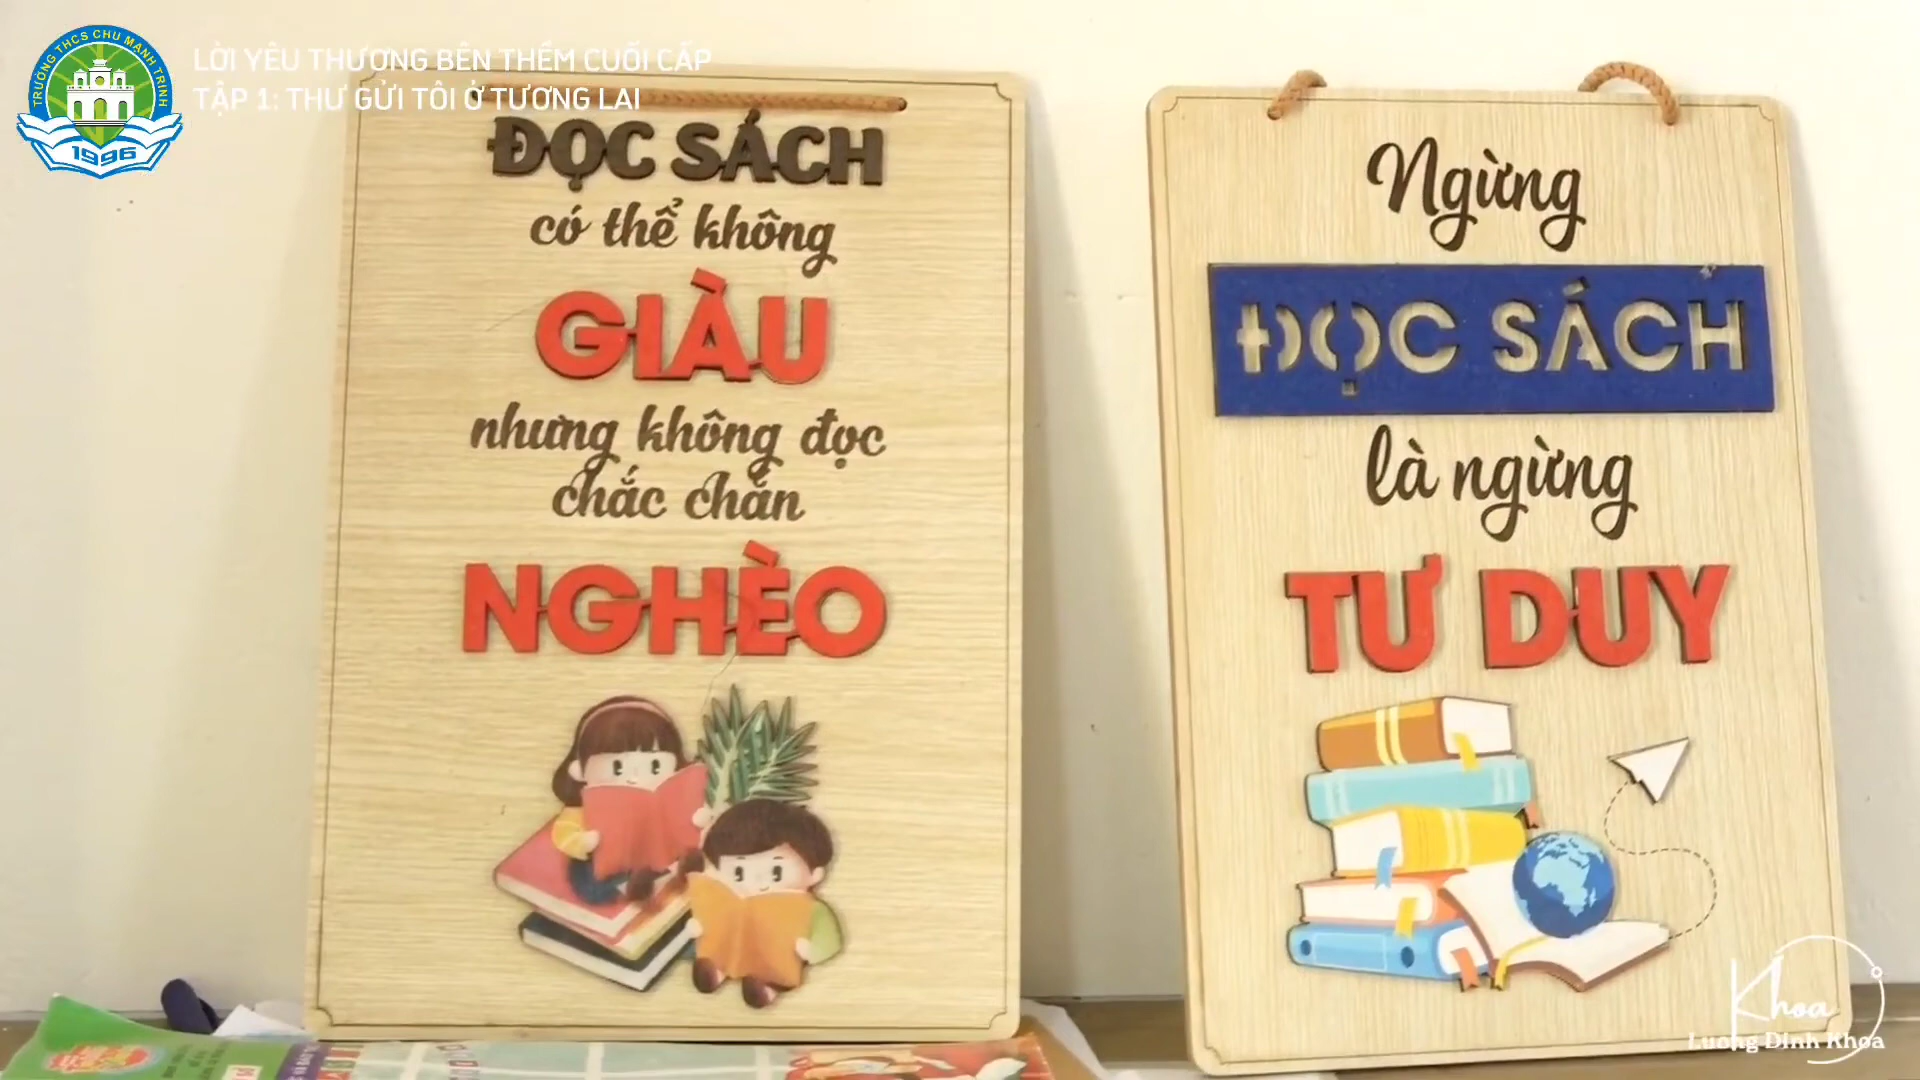 TRƯỜNG THCS CHU MẠNH TRINH
1996
LỜI YÊU THƯƠNG BÊN THỀM CUỐI CẤP
TẬP 1: THƯ GỬI TÔI Ở TƯƠNG LAI
ĐỌC SÁCH
có thể không
GIÀU
nhưng không đọc
chắc chắn
NGHÈO
Ngừng
ĐỌC SÁCH
là ngừng
TƯ DUY
Khoa
Lương Đình Khoa